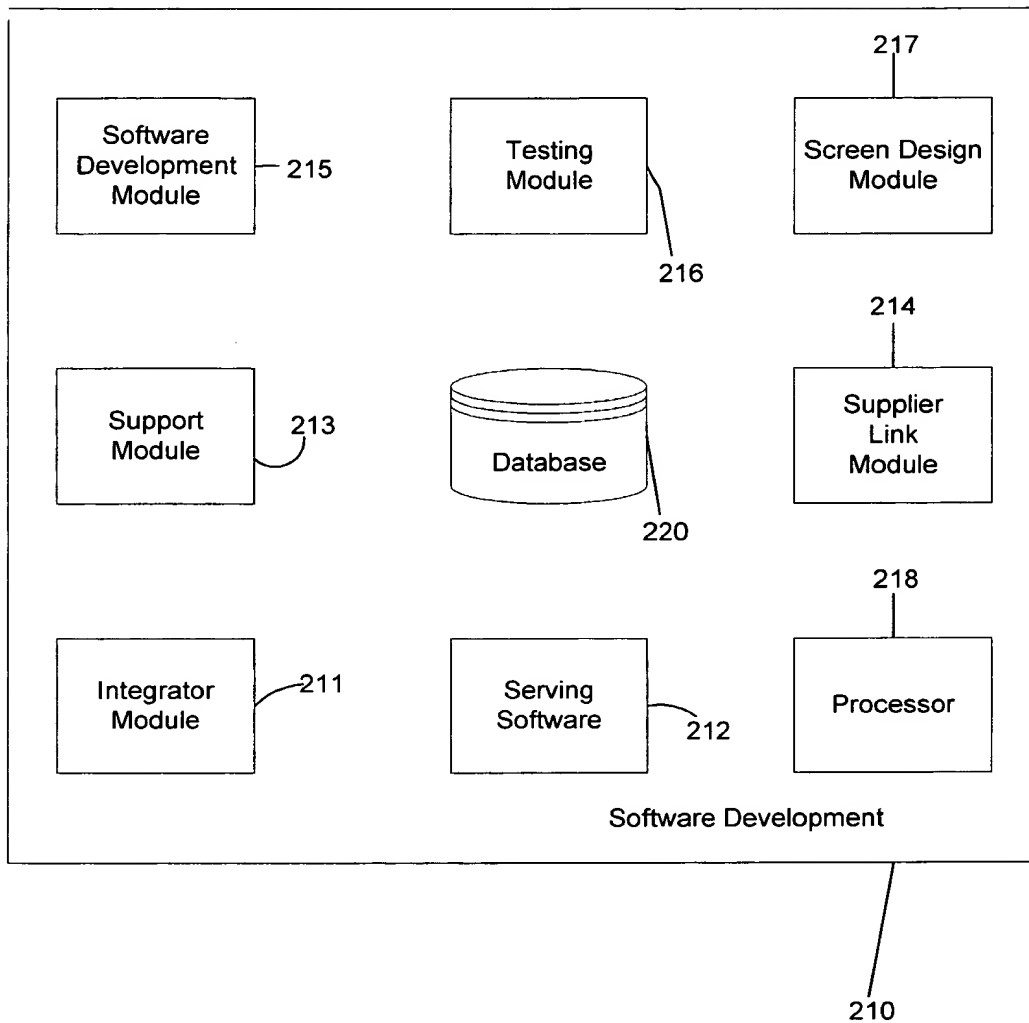 217
Software
Development
Module
215
Testing
Module
216
Screen Design
Module
214
Support
Module
213
Database
220
Supplier
Link
Module
218
Integrator
Module
211
Serving
Software
212
Processor
Software Development
210